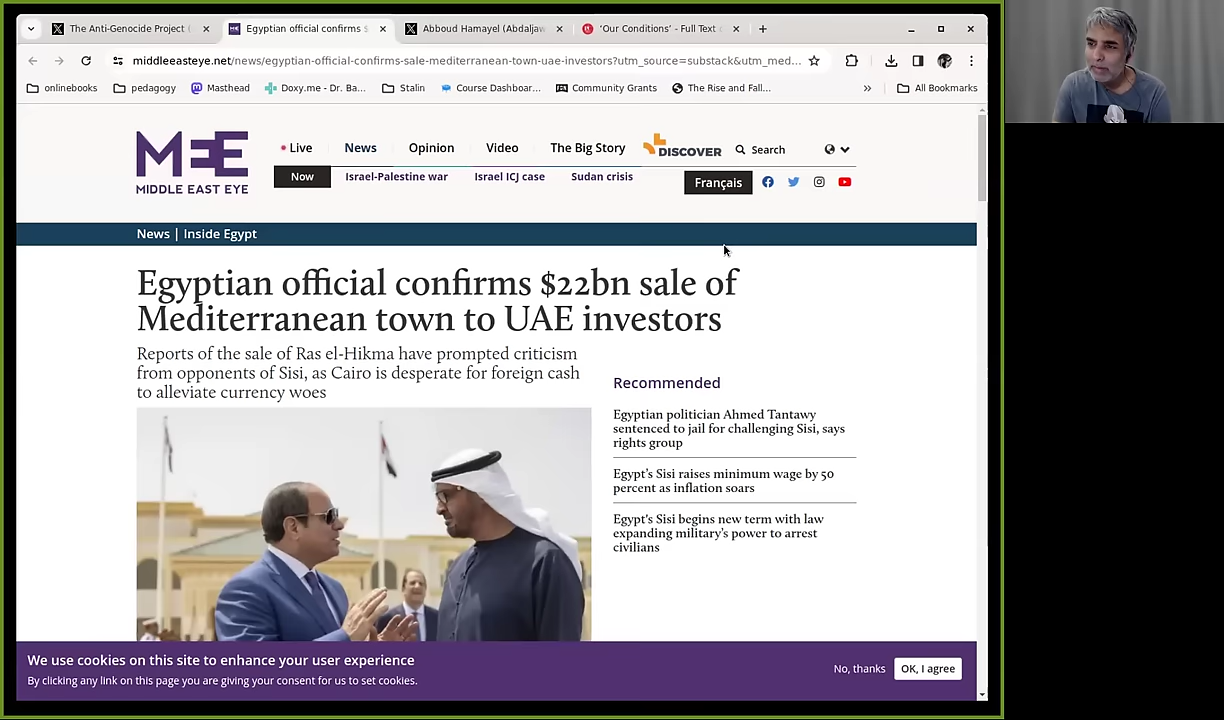 The Anti-Genocide Project (
Egyptian official confirms $
Abboud Hamayel (Abdaljaw
‘Our Conditions’ - Full Text o
middleeasteye.net/news/egyptian-official-confirms-sale-mediterranean-town-uae-investors?utm_source=substack&utm_med...
onlinebooks
pedagogy
Masthead
Doxy.me - Dr. Ba...
Stalin
Course Dashboar...
Community Grants
The Rise and Fall...
»
All Bookmarks
MEE
MIDDLE EAST EYE
Live
News
Opinion
Video
The Big Story
DISCOVER
Search
Now
Israel-Palestine war
Israel ICJ case
Sudan crisis
Français
News | Inside Egypt
Egyptian official confirms $22bn sale of
Mediterranean town to UAE investors
Reports of the sale of Ras el-Hikma have prompted criticism
from opponents of Sisi, as Cairo is desperate for foreign cash
to alleviate currency woes
Recommended
Egyptian politician Ahmed Tantawy
sentenced to jail for challenging Sisi, says
rights group
Egypt’s Sisi raises minimum wage by 50
percent as inflation soars
Egypt's Sisi begins new term with law
expanding military’s power to arrest
civilians
We use cookies on this site to enhance your user experience
By clicking any link on this page you are giving your consent for us to set cookies.
No, thanks
OK, I agree